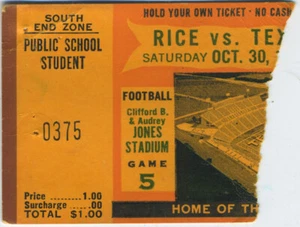 HOLD YOUR OWN TICKET - NO CASH
SOUTH
END ZONE
PUBLIC SCHOOL
STUDENT
RICE vs. TEX
SATURDAY OCT. 30,
-0375
FOOTBALL
Clifford B.
& Audrey
JONES
STADIUM
GAME
5
Price 1.00
Surcharge .00
TOTAL $1.00
HOME OF TH